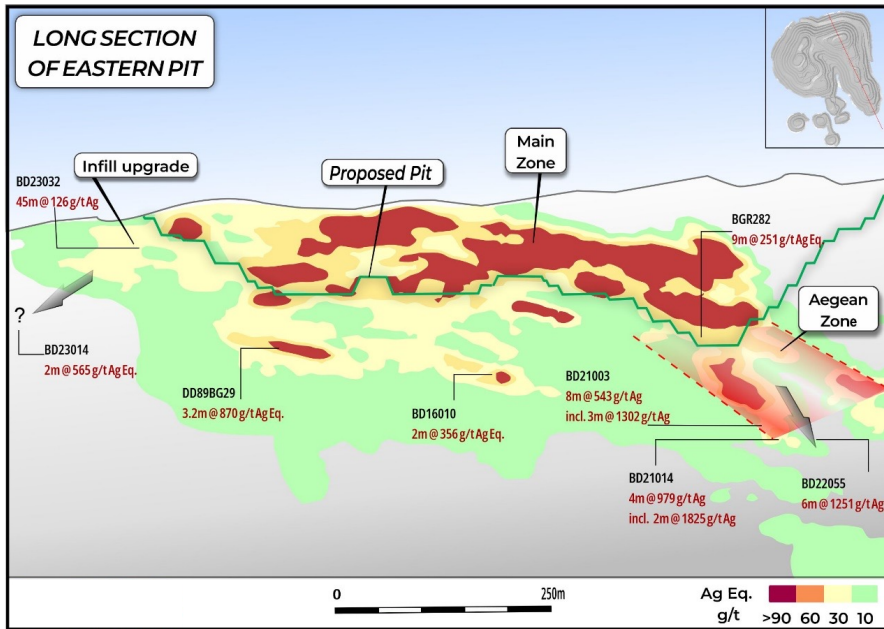 LONG SECTION
OF EASTERN PIT
Infill upgrade
BD23032
45m @ 126 g/t Ag
Proposed Pit
Main
Zone
BGR282
9m @ 251 g/t Ag Eq.
Aegean
Zone
?
BD23014
2m @ 565 g/t Ag Eq.
DD89BG29
3.2m @ 870 g/t Ag Eq.
BD16010
2m @ 356 g/t Ag Eq.
BD21003
8m @ 543 g/t Ag
incl. 3m @ 1302 g/t Ag
BD21014
4m @ 979 g/t Ag
incl. 2m @ 1825 g/t Ag
BD22055
6m @ 1251 g/t Ag
0 250m
Ag Eq.
g/t >90 60 30 10